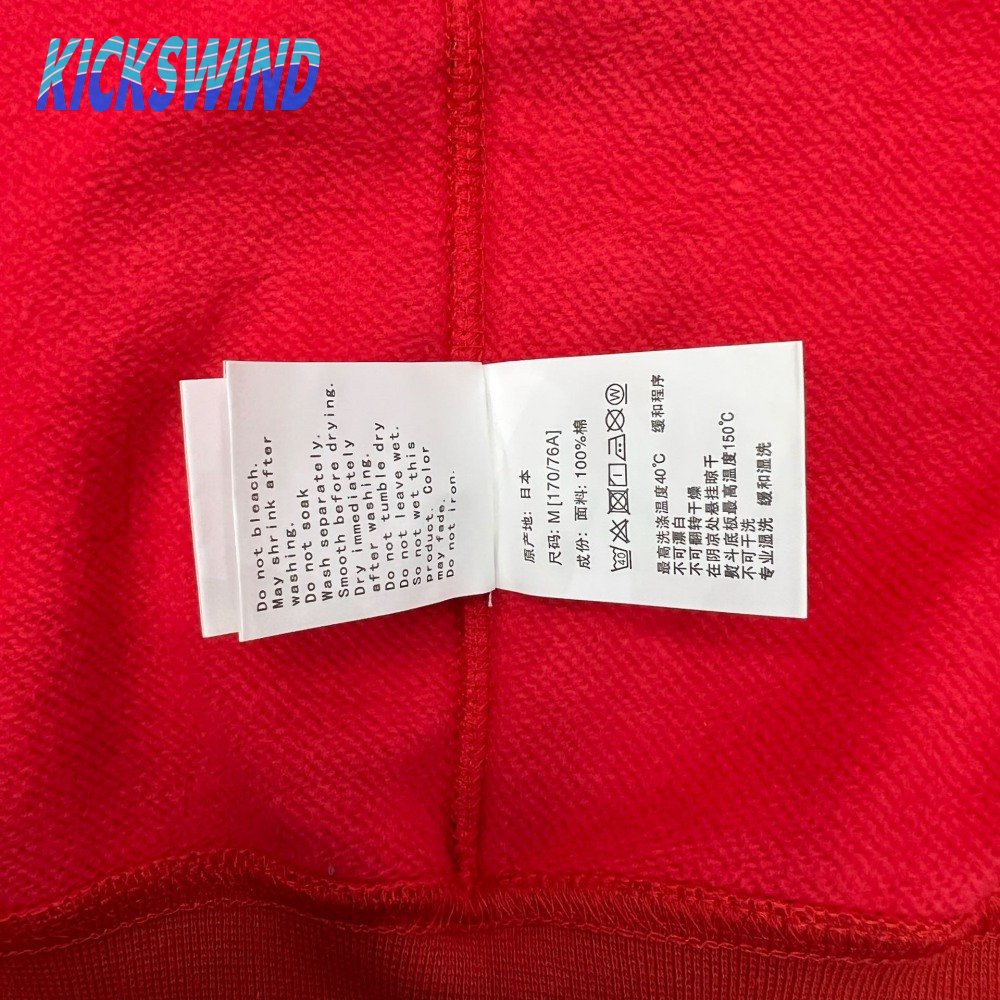 KICKSWIND
Do not bleach.
May shrink after
washing.
Do not soak
Wash separately.
Smooth before drying.
Dry immediately
after washing.
Do not tumble dry
Do not leave wet.
So not wet this
Product. Color
may fade.
Do not iron.
原产地: 日本
尺码: M [170/76A]
成份: 面料: 100%棉
40 W
最高洗涤温度40℃ 缓和程序
不可漂白
不可翻转干燥
在阴凉处悬挂晾干
熨斗底板最高温度150℃
不可干洗
专业湿洗 缓和湿洗